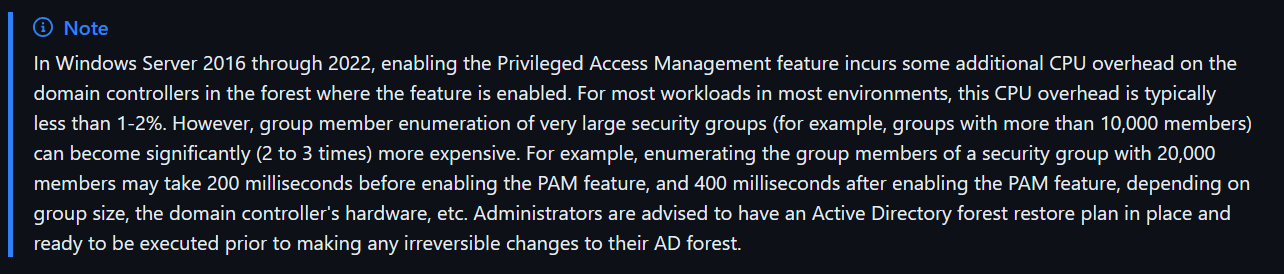 Note
In Windows Server 2016 through 2022, enabling the Privileged Access Management feature incurs some additional CPU overhead on the
domain controllers in the forest where the feature is enabled. For most workloads in most environments, this CPU overhead is typically
less than 1-2%. However, group member enumeration of very large security groups (for example, groups with more than 10,000 members)
can become significantly (2 to 3 times) more expensive. For example, enumerating the group members of a security group with 20,000
members may take 200 milliseconds before enabling the PAM feature, and 400 milliseconds after enabling the PAM feature, depending on
group size, the domain controller's hardware, etc. Administrators are advised to have an Active Directory forest restore plan in place and
ready to be executed prior to making any irreversible changes to their AD forest.